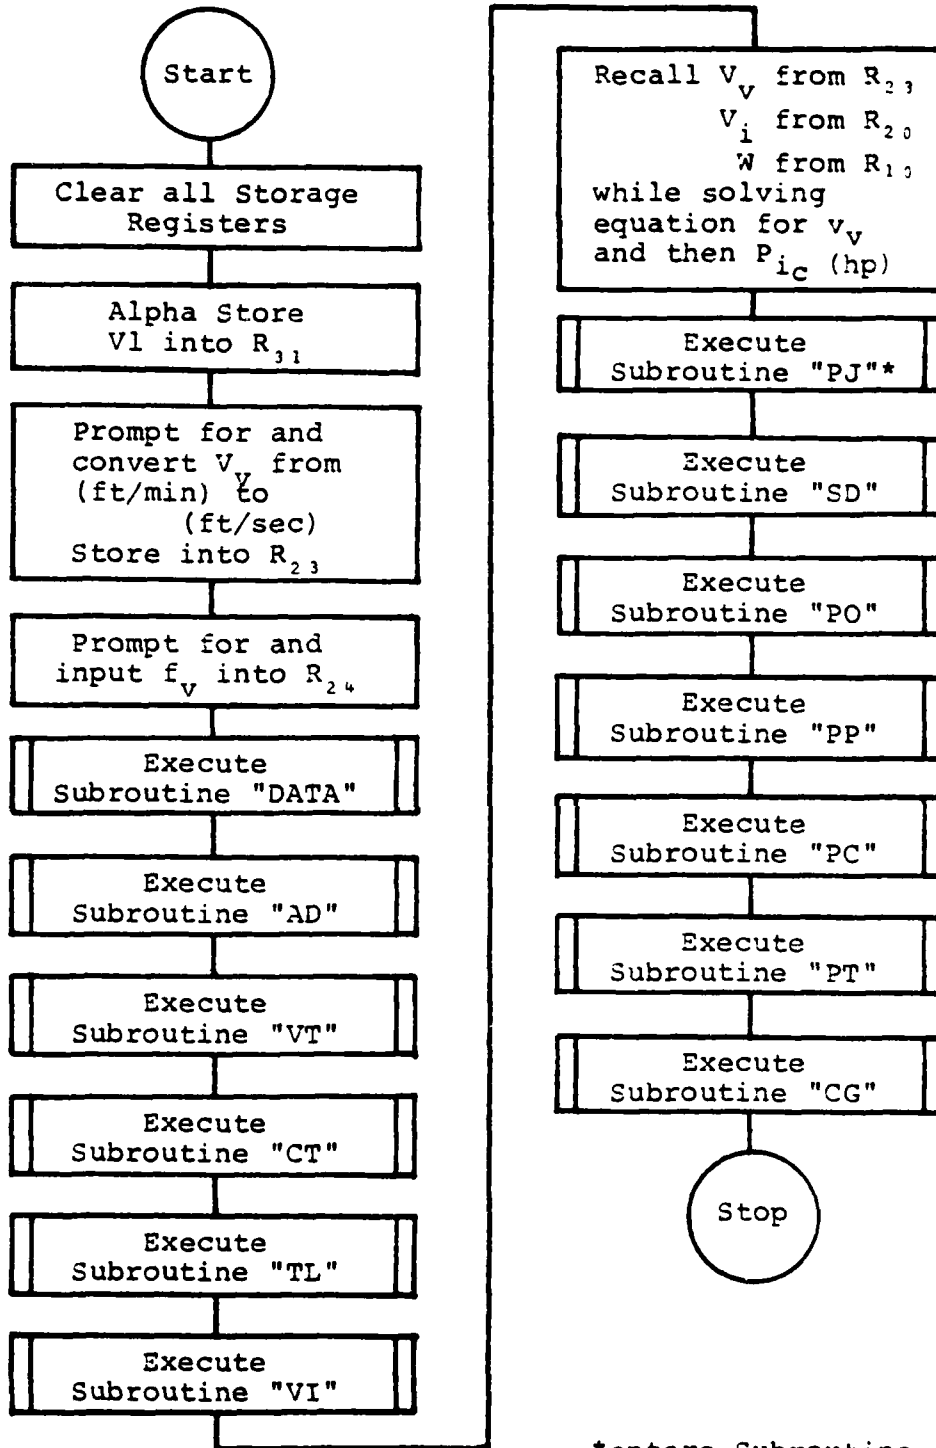 Start
Clear all Storage
Registers
Alpha Store
V1 into R₃₁
Prompt for and
convert Vᵥ from
(ft/min) to
(ft/sec)
Store into R₂₃
Prompt for and
input fᵥ into R₂₄
Execute
Subroutine "DATA"
Execute
Subroutine "AD"
Execute
Subroutine "VT"
Execute
Subroutine "CT"
Execute
Subroutine "TL"
Execute
Subroutine "VI"
Recall Vᵥ from R₂₃
Vᵢ from R₂₀
W from R₁₀
while solving
equation for vᵥ
and then P_i_c (hp)
Execute
Subroutine "PJ"*
Execute
Subroutine "SD"
Execute
Subroutine "PO"
Execute
Subroutine "PP"
Execute
Subroutine "PC"
Execute
Subroutine "PT"
Execute
Subroutine "CG"
Stop
*enters Subroutine